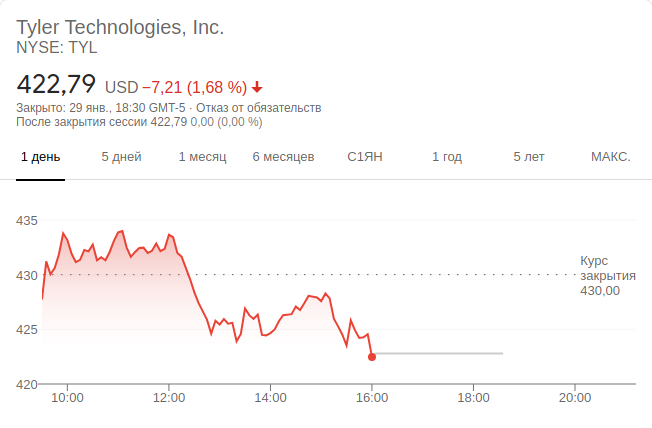 Tyler Technologies, Inc.
NYSE: TYL
422,79 USD −7,21 (1,68 %)
Закрыто: 29 янв., 18:30 GMT-5 · Отказ от обязательств
После закрытия сессии 422,79 0,00 (0,00 %)
1 день 5 дней 1 месяц 6 месяцев С1ЯН 1 год 5 лет МАКС.
435
430
425
420
Курс
закрытия
430,00
10:00 12:00 14:00 16:00 18:00 20:00